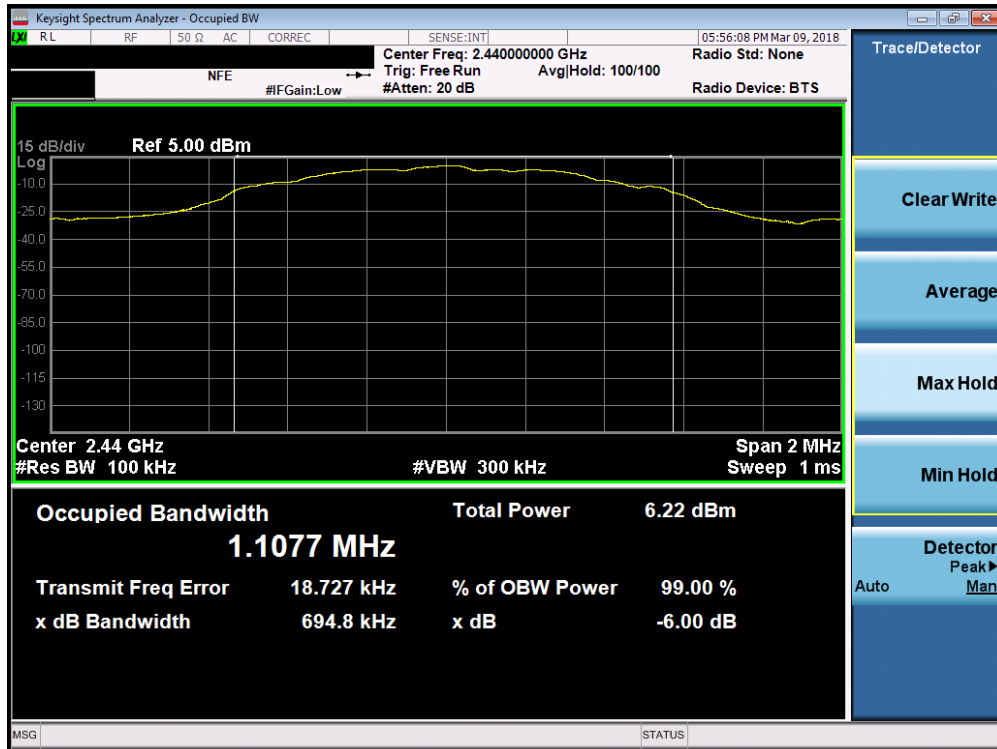 Keysight Spectrum Analyzer - Occupied BW
LXI RL RF 50 Ω AC CORREC SENSE:INT 05:56:08 PM Mar 09, 2018
Center Freq: 2.440000000 GHz Radio Std: None
NFE Trig: Free Run Avg|Hold: 100/100
#IFGain:Low #Atten: 20 dB Radio Device: BTS
Trace/Detector
15 dB/div Ref 5.00 dBm
Log
-10.0
-25.0
-40.0
-55.0
-70.0
-85.0
-100
-115
-130
Center 2.44 GHz Span 2 MHz
#Res BW 100 kHz #VBW 300 kHz Sweep 1 ms
Occupied Bandwidth Total Power 6.22 dBm
1.1077 MHz
Transmit Freq Error 18.727 kHz % of OBW Power 99.00 %
x dB Bandwidth 694.8 kHz x dB -6.00 dB
Clear Write
Average
Max Hold
Min Hold
Detector
Peak▶
Auto Man
MSG STATUS